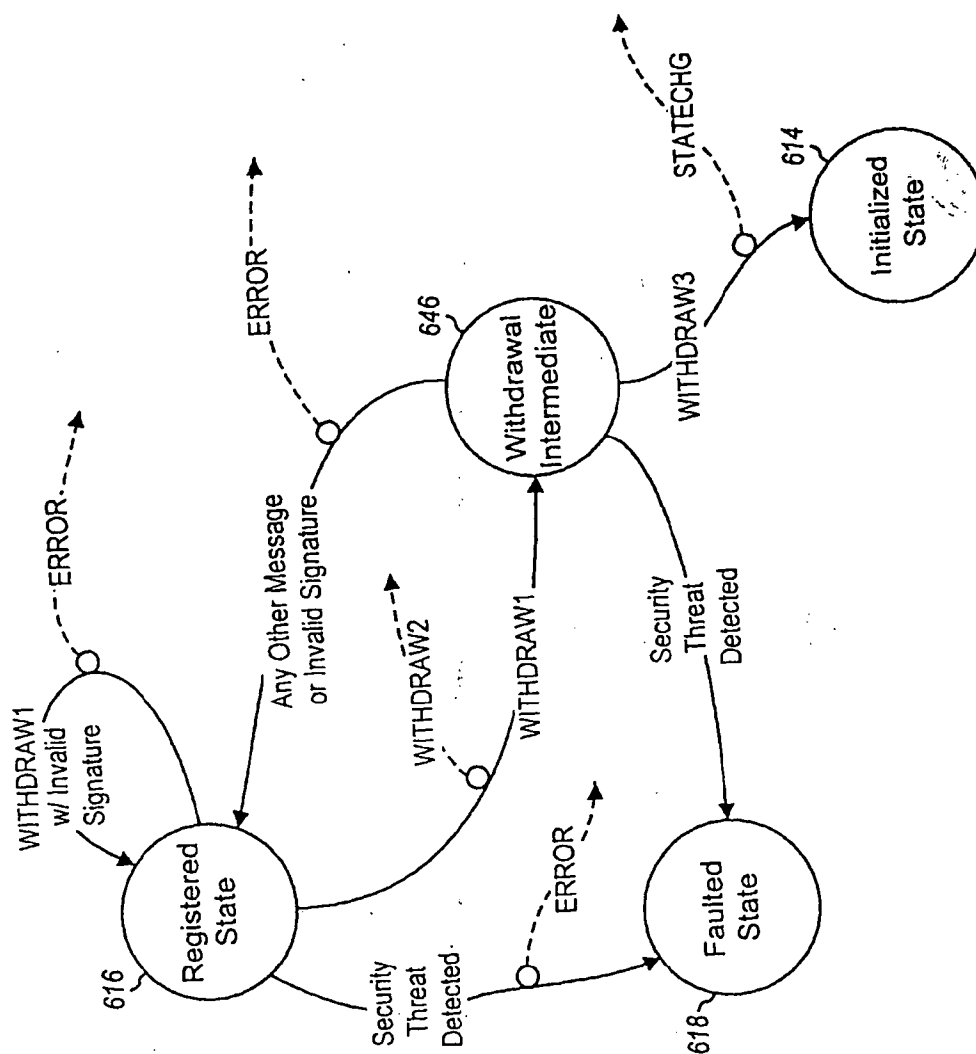 WITHDRAW1
w/ Invalid
Signature
ERROR
616
Registered
State
Any Other Message
or Invalid Signature
ERROR
WITHDRAW2
WITHDRAW1
646
Withdrawal
Intermediate
Security
Threat
Detected
ERROR
618
Faulted
State
Security
Threat
Detected
WITHDRAW3
STATECHG
614
Initialized
State